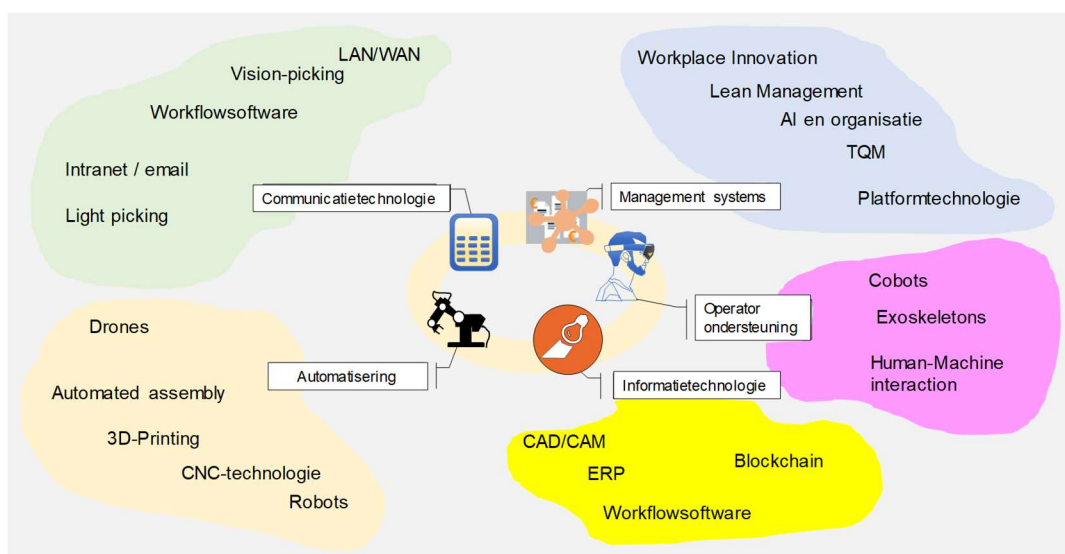 LAN/WAN
Vision-picking
Workflowsoftware
Intranet / email
Light picking
Communicatietechnologie
Workplace Innovation
Lean Management
AI en organisatie
TQM
Platformtechnologie
Management systems
Cobots
Exoskeletons
Human-Machine
interaction
Operator
ondersteuning
Drones
Automated assembly
3D-Printing
CNC-technologie
Robots
Automatisering
Informatietechnologie
CAD/CAM
ERP
Blockchain
Workflowsoftware